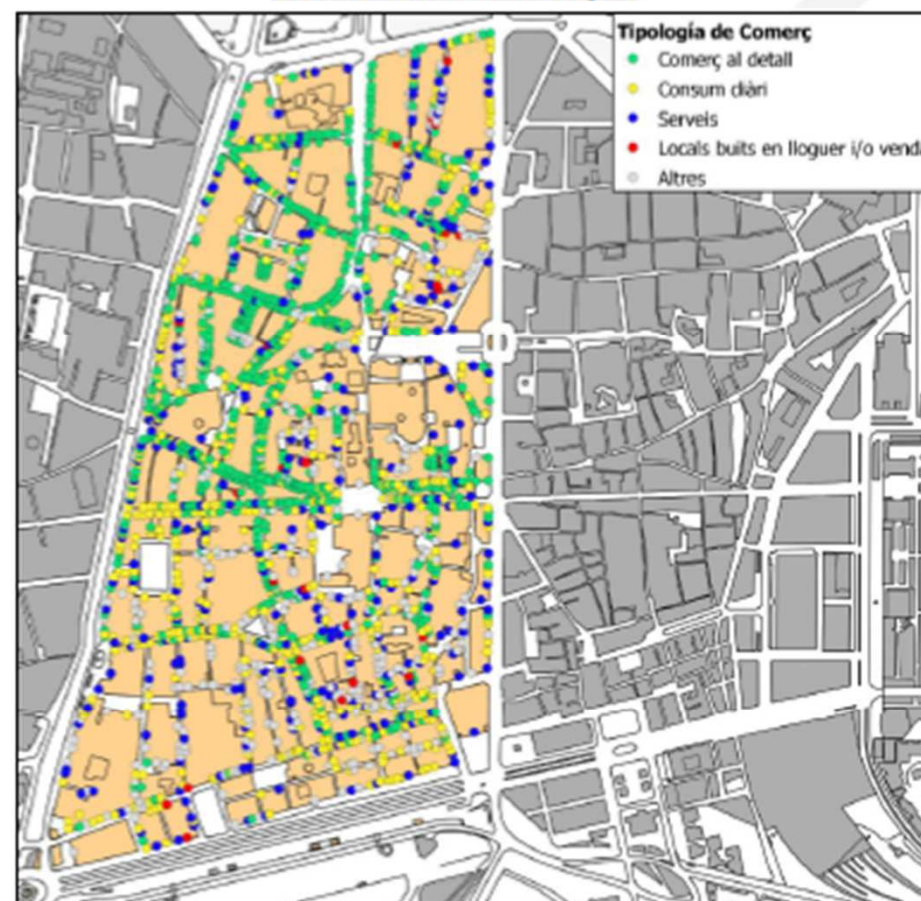 Tipología de Comerç
Comerç al detall
Consum diàri
Serveis
Locals buits en lloguer i/o venda
Altres